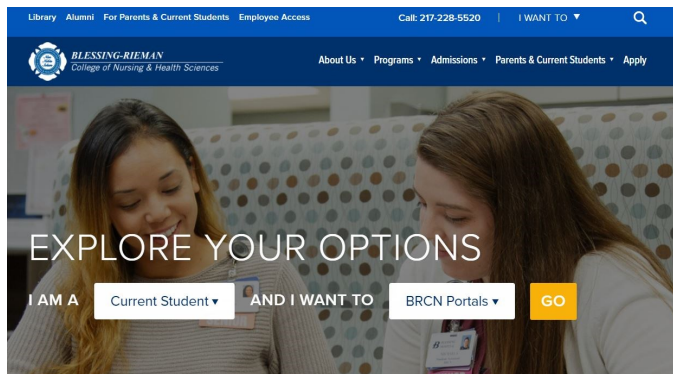 Library Alumni For Parents & Current Students Employee Access Call: 217-228-5520 | I WANT TO ▼
BLESSING-RIEMAN
College of Nursing & Health Sciences
About Us ▾ Programs ▾ Admissions ▾ Parents & Current Students ▾ Apply
EXPLORE YOUR OPTIONS
I AM A Current Student ▾ AND I WANT TO BRCN Portals ▾ GO